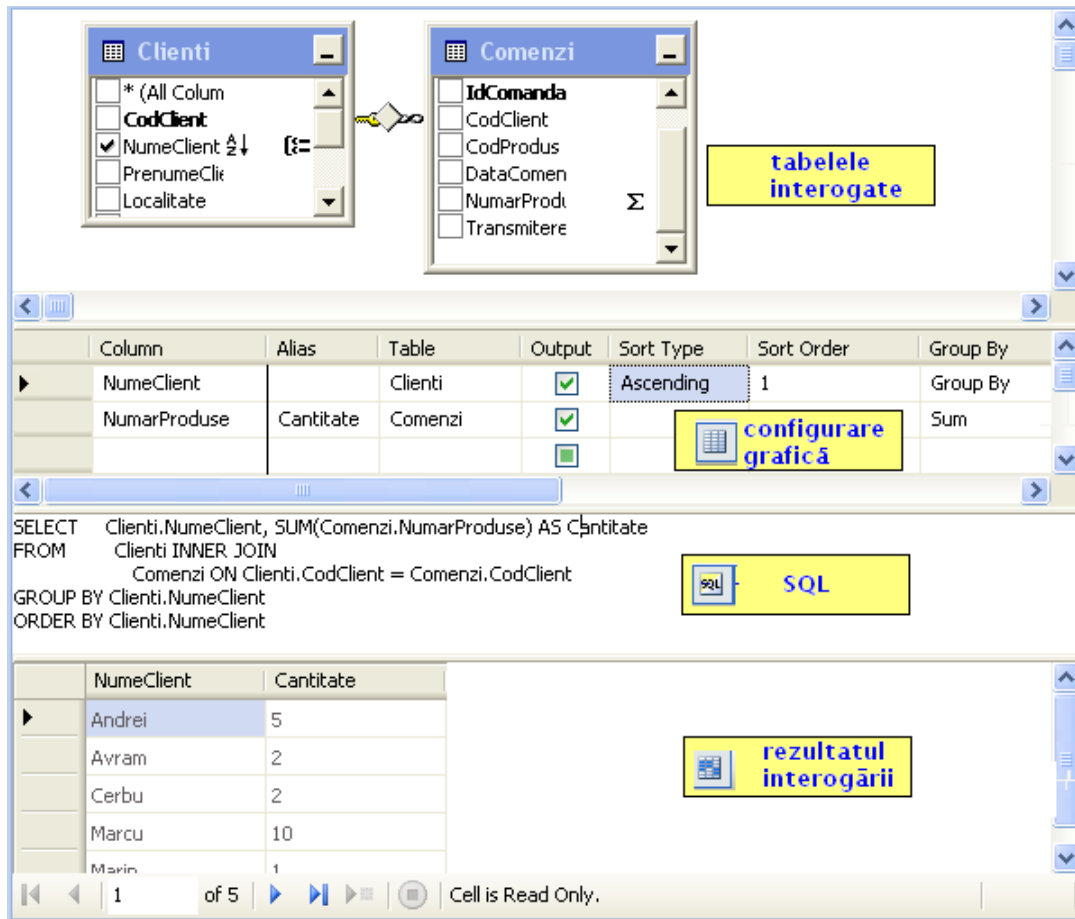 Clienti
* (All Colum
CodClient
NumeClient
PrenumeClie
Localitate
Comenzi
IdComanda
CodClient
CodProdus
DataComen
NumarProdu
Σ
Transmitere
tabelele
interogate
Column Alias Table Output Sort Type Sort Order Group By
NumeClient Clienti Ascending 1 Group By
NumarProduse Cantitate Comenzi Sum
configurare
grafică
SELECT Clienti.NumeClient, SUM(Comenzi.NumarProduse) AS Cantitate
FROM Clienti INNER JOIN
Comenzi ON Clienti.CodClient = Comenzi.CodClient
GROUP BY Clienti.NumeClient
ORDER BY Clienti.NumeClient
SQL SQL
NumeClient Cantitate
Andrei 5
Avram 2
Cerbu 2
Marcu 10
Marin 1
rezultatul
interogării
1 of 5 Cell is Read Only.